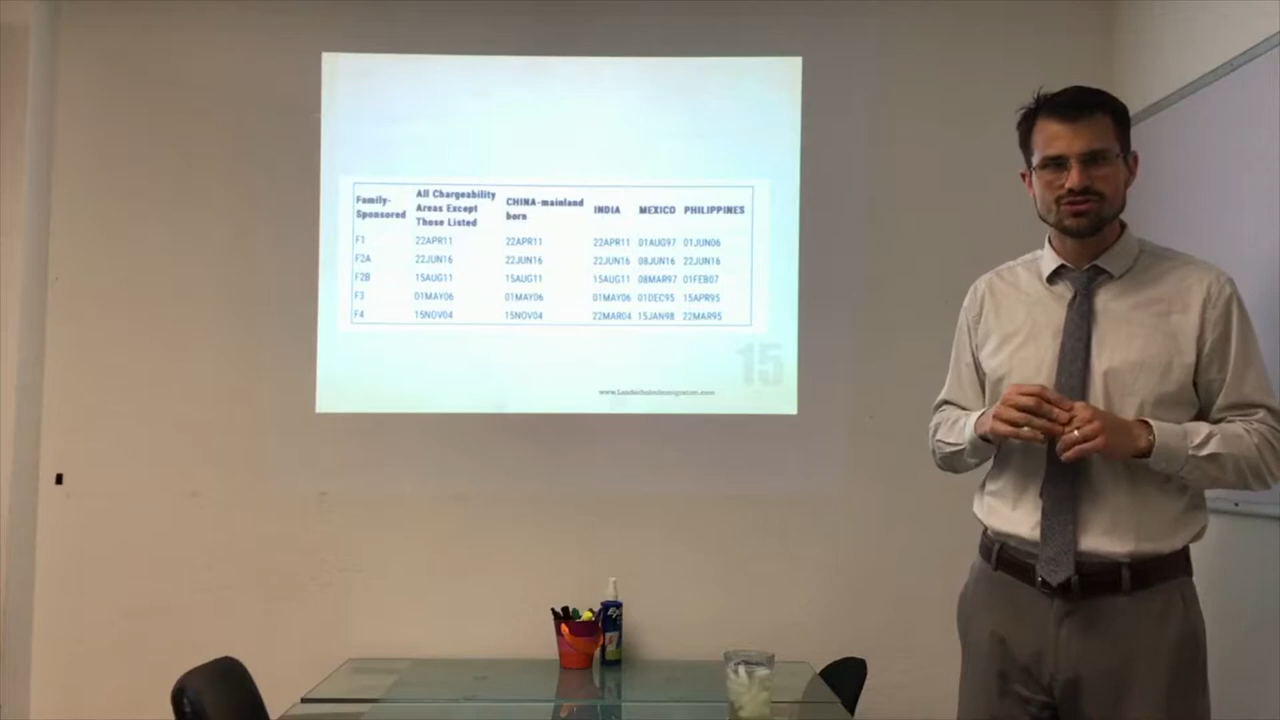 Family-Sponsored All Chargeability Areas Except Those Listed CHINA-mainland born INDIA MEXICO PHILIPPINES
F1 22APR11 22APR11 22APR11 01AUG97 01JUN06
F2A 22JUN16 22JUN16 22JUN16 08JUN16 22JUN16
F2B 15AUG11 15AUG11 15AUG11 08MAR97 01FEB07
F3 01MAY06 01MAY06 01MAY06 01DEC95 15APR95
F4 15NOV04 15NOV04 22MAR04 15JAN98 22MAR95
15